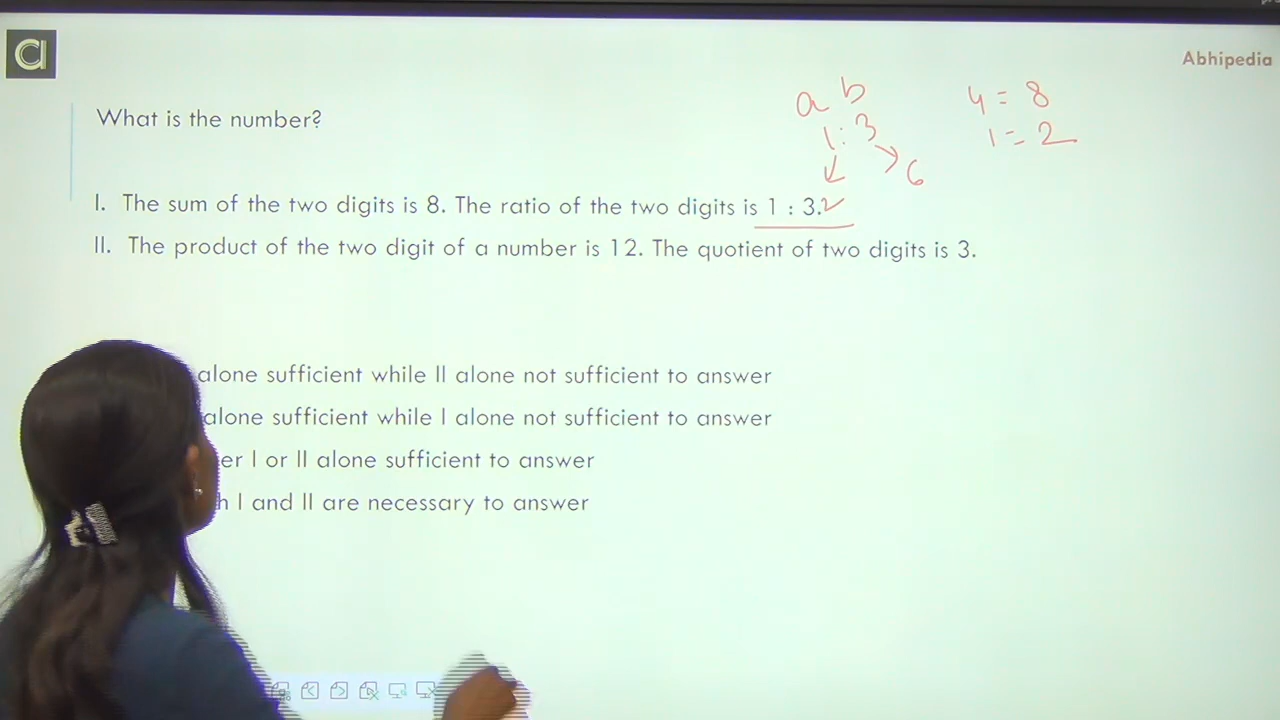 Abhipedia
What is the number?
a b
1 : 3
6
4 = 8
1 = 2
I. The sum of the two digits is 8. The ratio of the two digits is 1 : 3. 2
II. The product of the two digit of a number is 12. The quotient of two digits is 3.
alone sufficient while II alone not sufficient to answer
alone sufficient while I alone not sufficient to answer
I or II alone sufficient to answer
I and II are necessary to answer